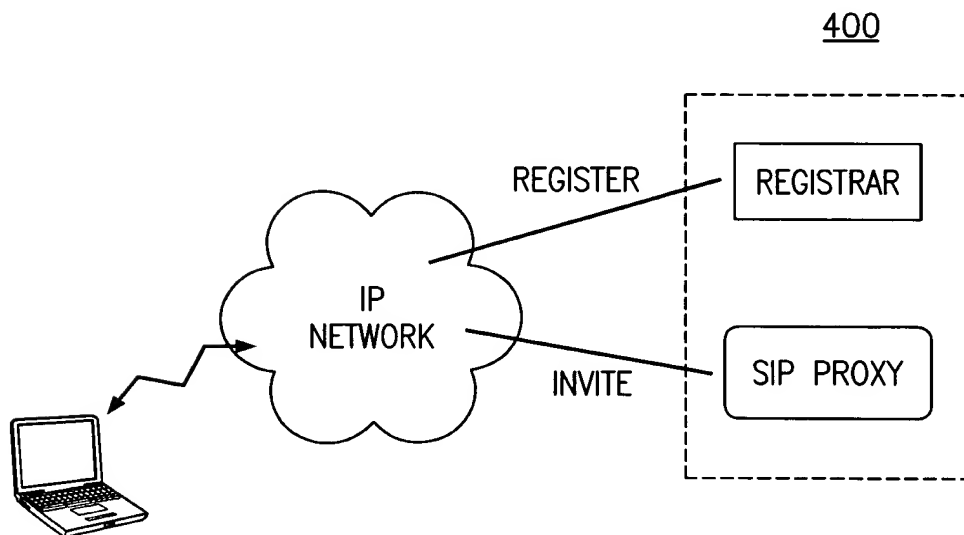 400
REGISTER
REGISTRAR
IP
NETWORK
INVITE
SIP PROXY